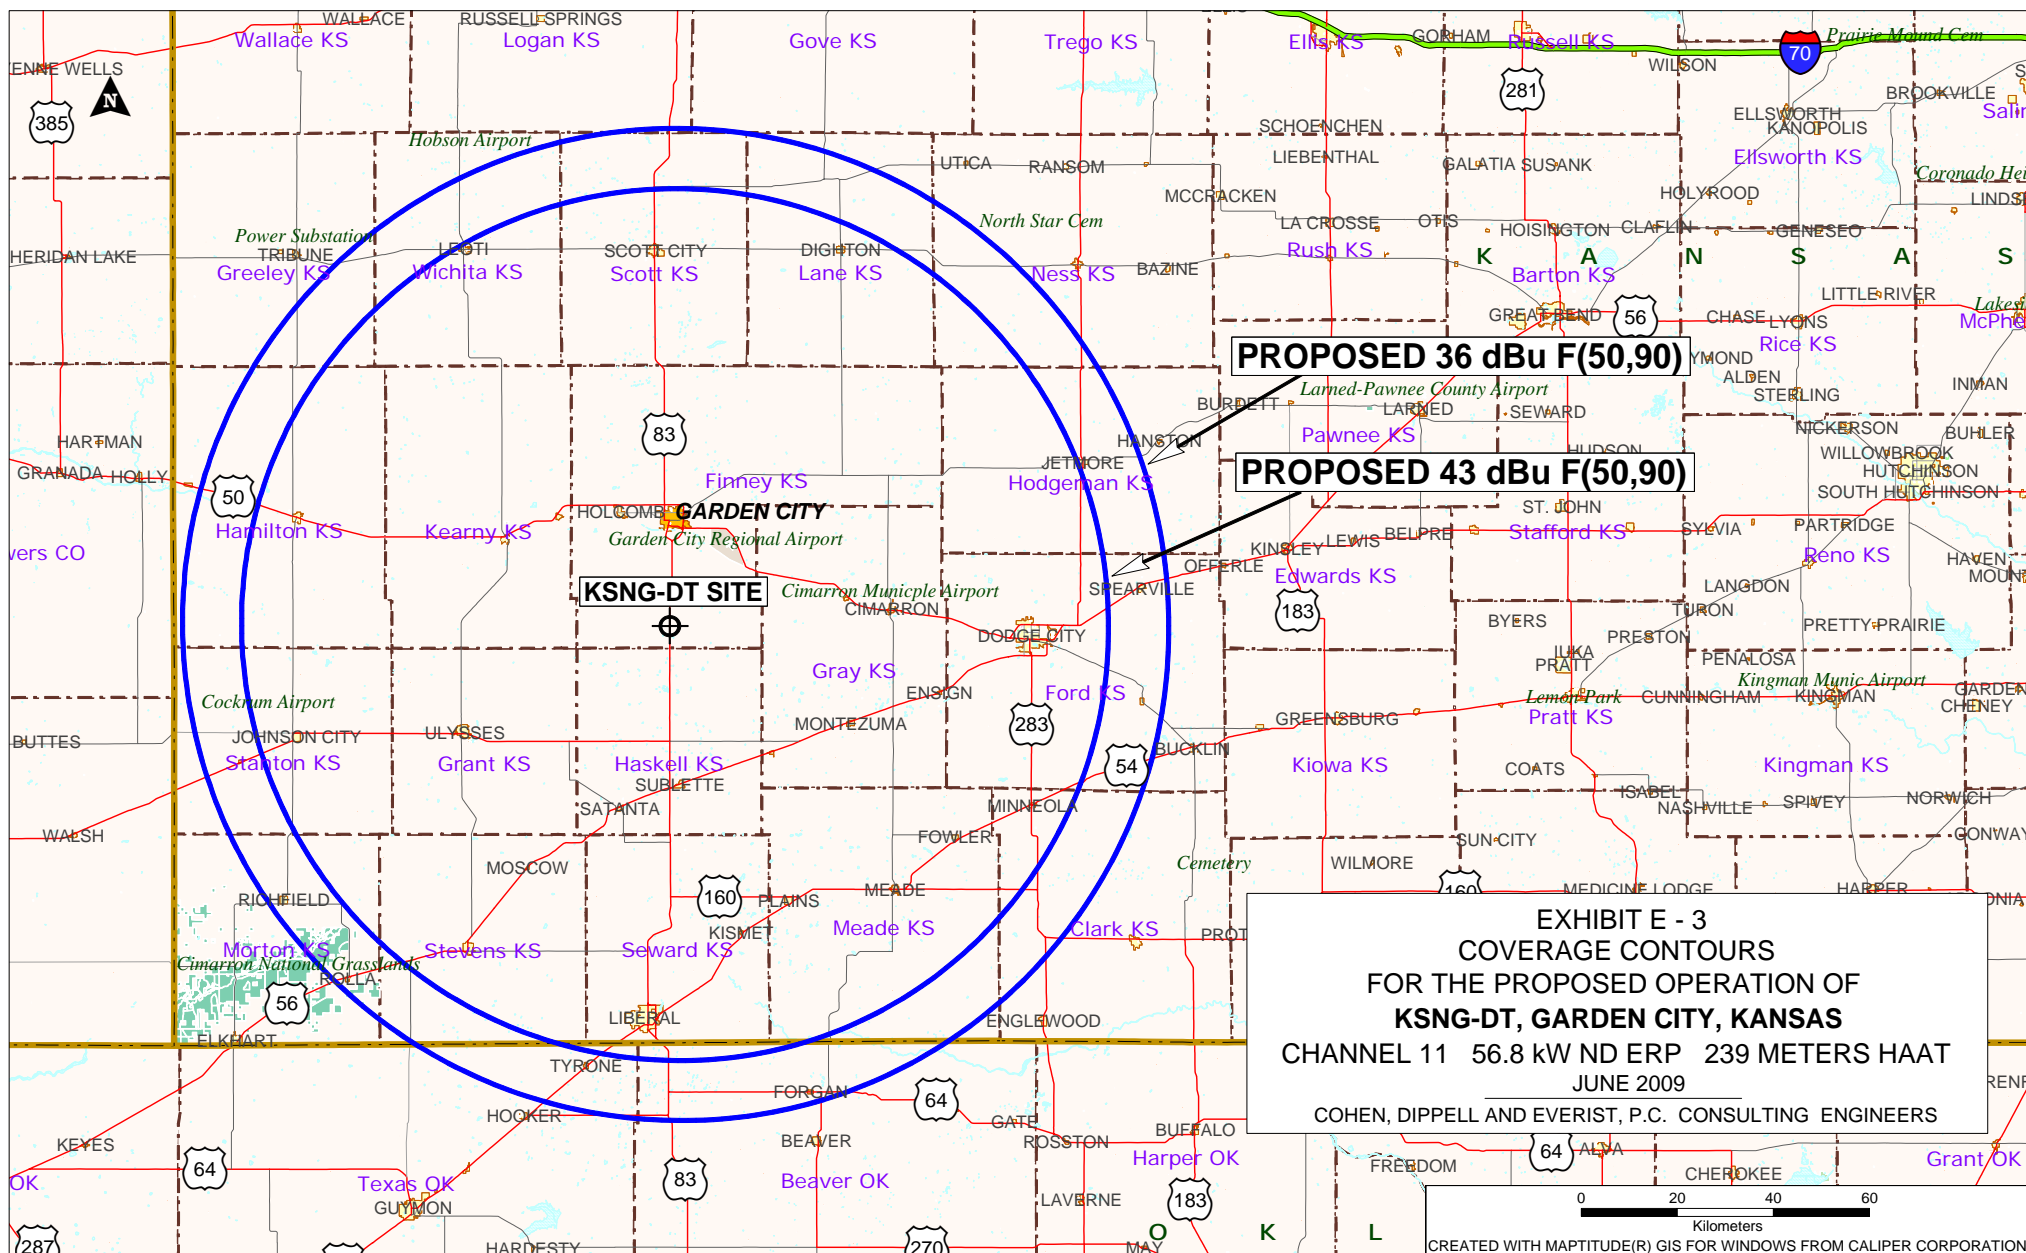 WALLACE
RUSSELL SPRINGS
Wallace KS
Logan KS
Gove KS
Trego KS
Ellis KS
GORHAM
Russell KS
Prairie Mound Cem
70
WILSON
385
N
281
BROOKVILLE
ELLSWORTH
KANOPOLIS
Ellsworth KS
Hobson Airport
SCHOENCHEN
LIEBENTHAL
UTICA
RANSOM
GALATIA
SUSANK
MCCRACKEN
HOLYROOD
North Star Cem
LA CROSSE
OTIS
HOISINGTON
CLAFLIN
GENESEO
Power Substation
TRIBUNE
LEOTI
SCOTT CITY
DIGHTON
Rush KS
K A N S A S
Greeley KS
Wichita KS
Scott KS
Lane KS
Ness KS
BAZINE
Barton KS
LITTLE RIVER
GREAT BEND
56
CHASE
LYONS
Rice KS
PROPOSED 36 dBu F(50,90)
ALDEN
STERLING
INMAN
Larned-Pawnee County Airport
BURDETT
LARNED
SEWARD
83
HARTMAN
HANSTON
Pawnee KS
NICKERSON
BUHLER
HUDSON
WILLOWBROOK
GRANADA
HOLLY
JETMORE
HUTCHINSON
PROPOSED 43 dBu F(50,90)
50
Finney KS
Hodgeman KS
SOUTH HUTCHINSON
HOLCOMB
GARDEN CITY
ST. JOHN
Hamilton KS
Kearny KS
Garden City Regional Airport
KINSLEY
LEWIS
BELPRE
Stafford KS
SYLVIA
PARTRIDGE
Reno KS
HAVEN
OFFERLE
Edwards KS
KSNG-DT SITE
Cimarron Municple Airport
CIMARRON
SPEARVILLE
LANGDON
183
TURON
BYERS
PRESTON
PRETTY PRAIRIE
DODGE CITY
IUKA
PRATT
PENALOSA
Gray KS
ENSIGN
Ford KS
Lemon Park
CUNNINGHAM
Kingman Munic Airport
KINGMAN
GARDEN
CHENEY
Cockrum Airport
JOHNSON CITY
ULYSSES
MONTEZUMA
283
GREENSBURG
Pratt KS
BUCKLIN
Stanton KS
Grant KS
Haskell KS
SUBLETTE
54
Kiowa KS
COATS
Kingman KS
SATANTA
MINNEOLA
ISABEL
NASHVILLE
SPIVEY
NORWICH
WALSH
FOWLER
SUN CITY
MOSCOW
Cemetery
WILMORE
160
PLAINS
MEADE
160
MEDICINE LODGE
HARPER
RICHFIELD
Meade KS
Clark KS
KISMET
Morton KS
Stevens KS
Seward KS
Cimarron National Grasslands
ROLLA
56
LIBERAL
ENGLEWOOD
ELKHART
EXHIBIT E - 3
COVERAGE CONTOURS
FOR THE PROPOSED OPERATION OF
KSNG-DT, GARDEN CITY, KANSAS
CHANNEL 11 56.8 kW ND ERP 239 METERS HAAT
JUNE 2009
COHEN, DIPPELL AND EVERIST, P.C. CONSULTING ENGINEERS
TYRONE
FORGAN
64
HOOKER
GATE
KEYES
BEAVER
ROSSTON
BUFFALO
64
ALVA
64
Texas OK
83
Beaver OK
Harper OK
FREEDOM
CHEROKEE
Grant OK
GUYMON
LAVERNE
183
0 20 40 60
Kilometers
O K L
287
HARDESTY
270
MAY
CREATED WITH MAPTITUDE(R) GIS FOR WINDOWS FROM CALIPER CORPORATION